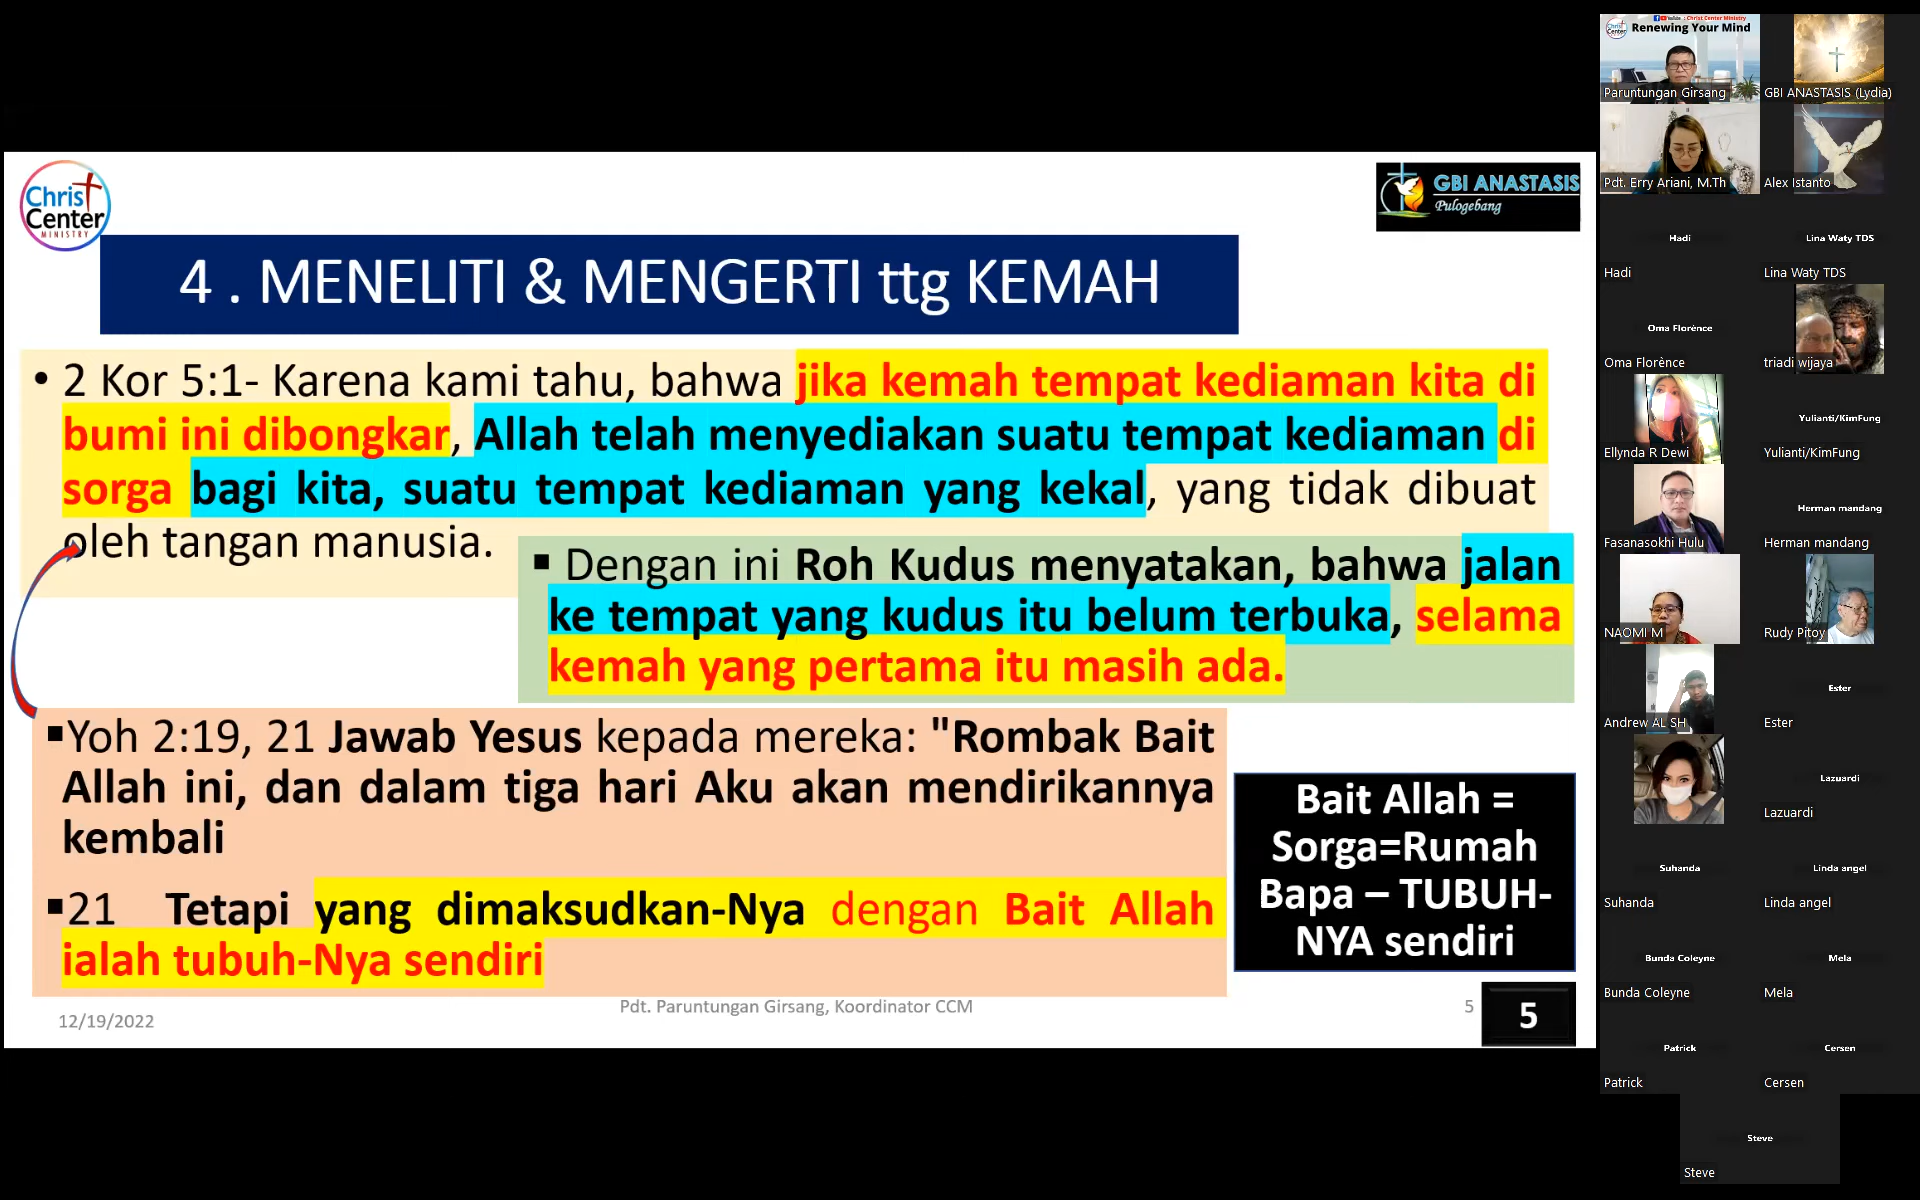 Christ
Center
MINISTRY
GBI ANASTASIS
Pulogebang
4 . MENELITI & MENGERTI ttg KEMAH
• 2 Kor 5:1- Karena kami tahu, bahwa jika kemah tempat kediaman kita di
bumi ini dibongkar, Allah telah menyediakan suatu tempat kediaman di
sorga bagi kita, suatu tempat kediaman yang kekal, yang tidak dibuat
oleh tangan manusia.
▪ Dengan ini Roh Kudus menyatakan, bahwa jalan
ke tempat yang kudus itu belum terbuka, selama
kemah yang pertama itu masih ada.
▪Yoh 2:19, 21 Jawab Yesus kepada mereka: "Rombak Bait
Allah ini, dan dalam tiga hari Aku akan mendirikannya
kembali
▪21 Tetapi yang dimaksudkan-Nya dengan Bait Allah
ialah tubuh-Nya sendiri
Bait Allah =
Sorga=Rumah
Bapa – TUBUH-
NYA sendiri
12/19/2022
Pdt. Paruntungan Girsang, Koordinator CCM
5
5
YouTube : Christ Center Ministry
Christ
Center
Renewing Your Mind
Paruntungan Girsang
GBI ANASTASIS (Lydia)
Pdt. Erry Ariani, M.Th
Alex Istanto
Hadi
Hadi
Lina Waty TDS
Lina Waty TDS
Oma Florènce
Oma Florènce
triadi wijaya
Ellynda R Dewi
Yulianti/KimFung
Yulianti/KimFung
Fasanasokhi Hulu
Herman mandang
Herman mandang
NAOMI M
Rudy Pitoy
Andrew AL SH
Ester
Ester
Lazuardi
Lazuardi
Suhanda
Suhanda
Linda angel
Linda angel
Bunda Coleyne
Bunda Coleyne
Mela
Mela
Patrick
Patrick
Cersen
Cersen
Steve
Steve